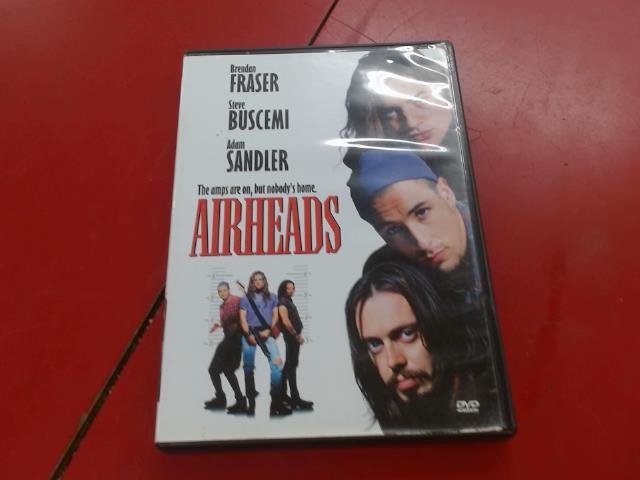 Brendan
FRASER
Steve
BUSCEMI
Adam
SANDLER
The amps are on, but nobody's home.
AIRHEADS
DVD